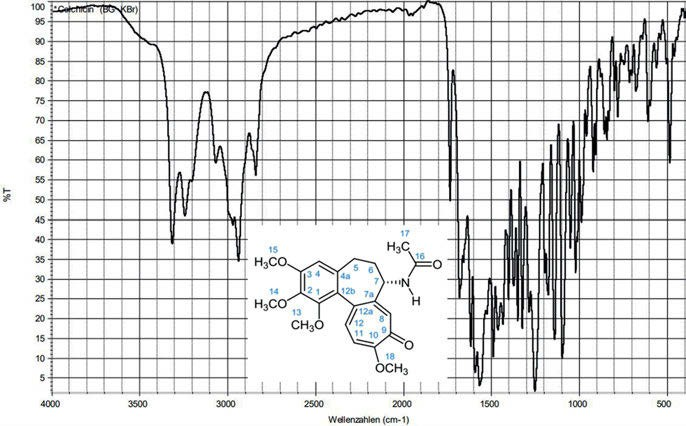 *Colchicin (BG KBr)
100
95
90
85
80
75
70
65
60
55
50
45
40
35
30
25
20
15
10
5
%T
4000
3500
3000
2500
2000
1500
1000
500
Wellenzahlen (cm-1)
17
H₃C
16
O
15
H₃CO
3
4
4a
5
6
7
N
H
14
H₃CO
2
1
12b
7a
13
CH₃O
12a
8
12
11
10
9
O
18
OCH₃